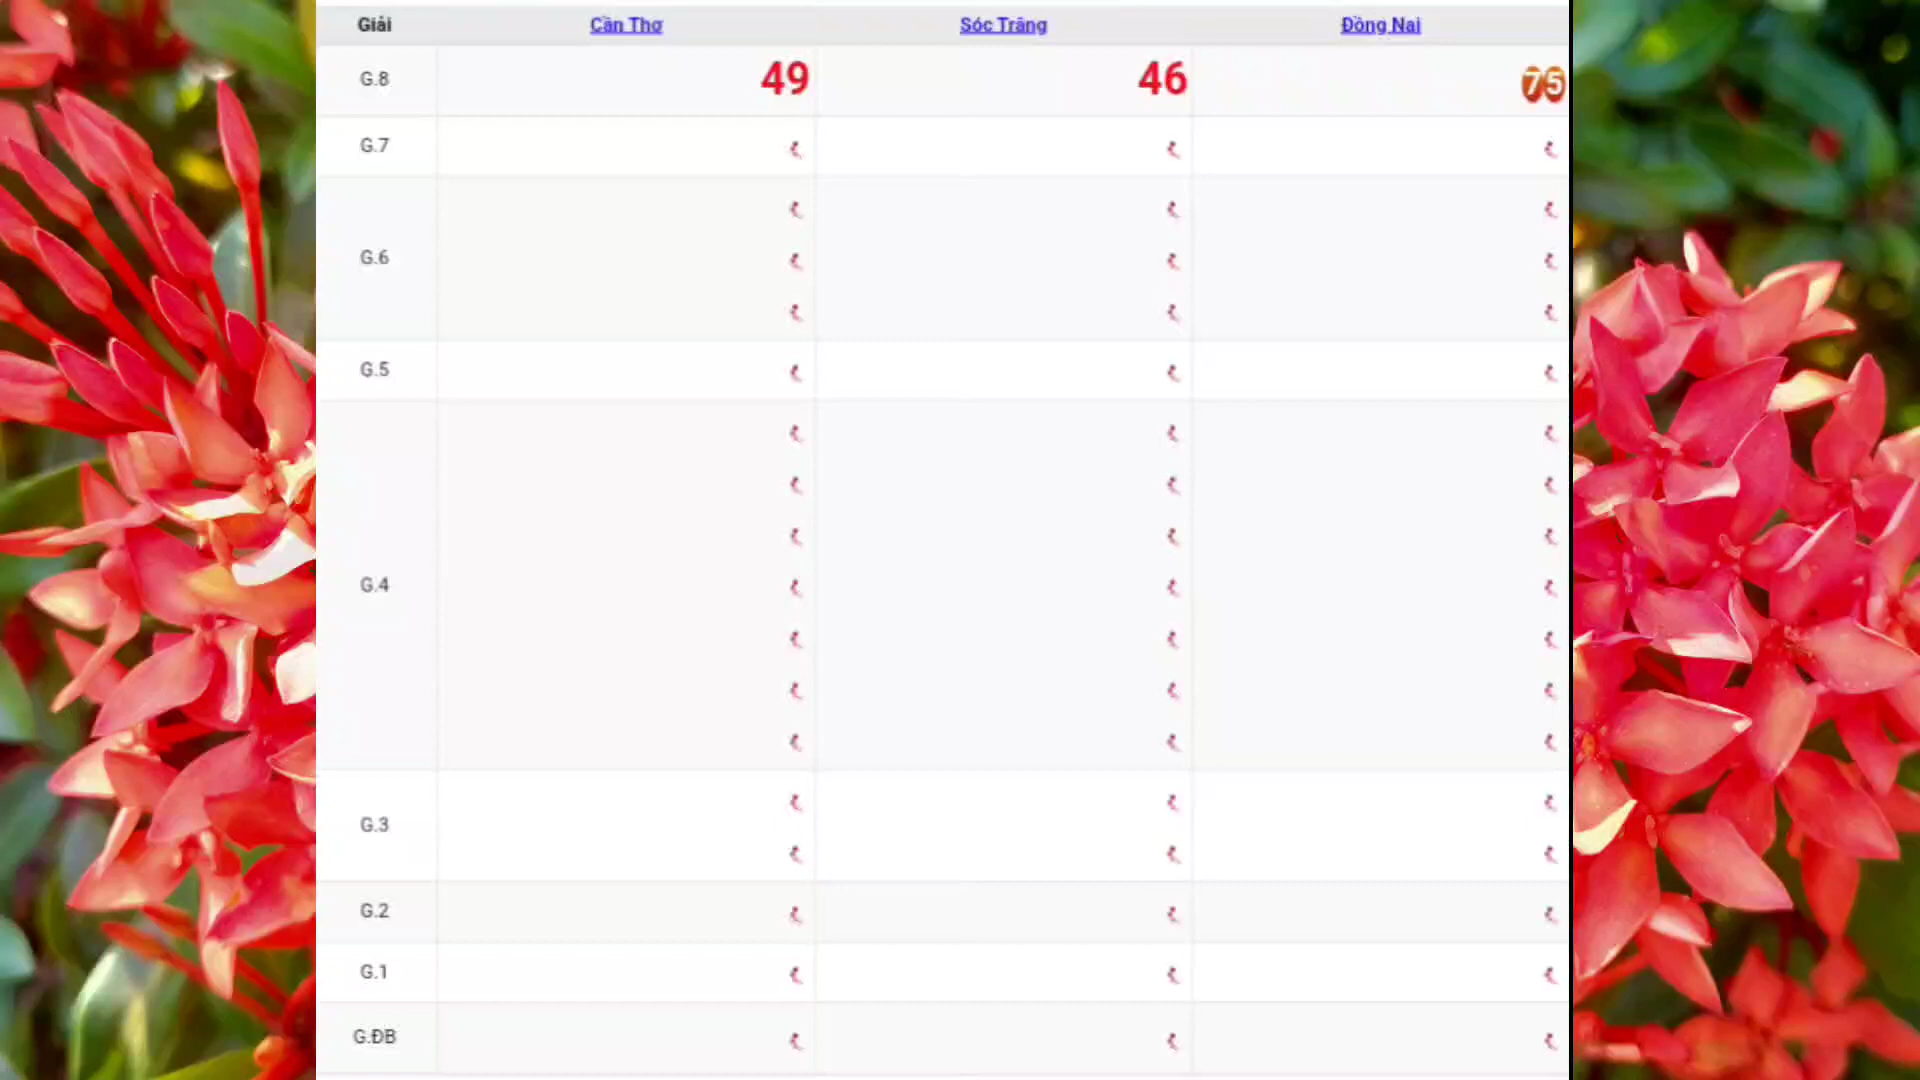 Giải Cần Thơ Sóc Trăng Đồng Nai
G.8 49 46 75
G.7
G.6
G.5
G.4
G.3
G.2
G.1
G.ĐB